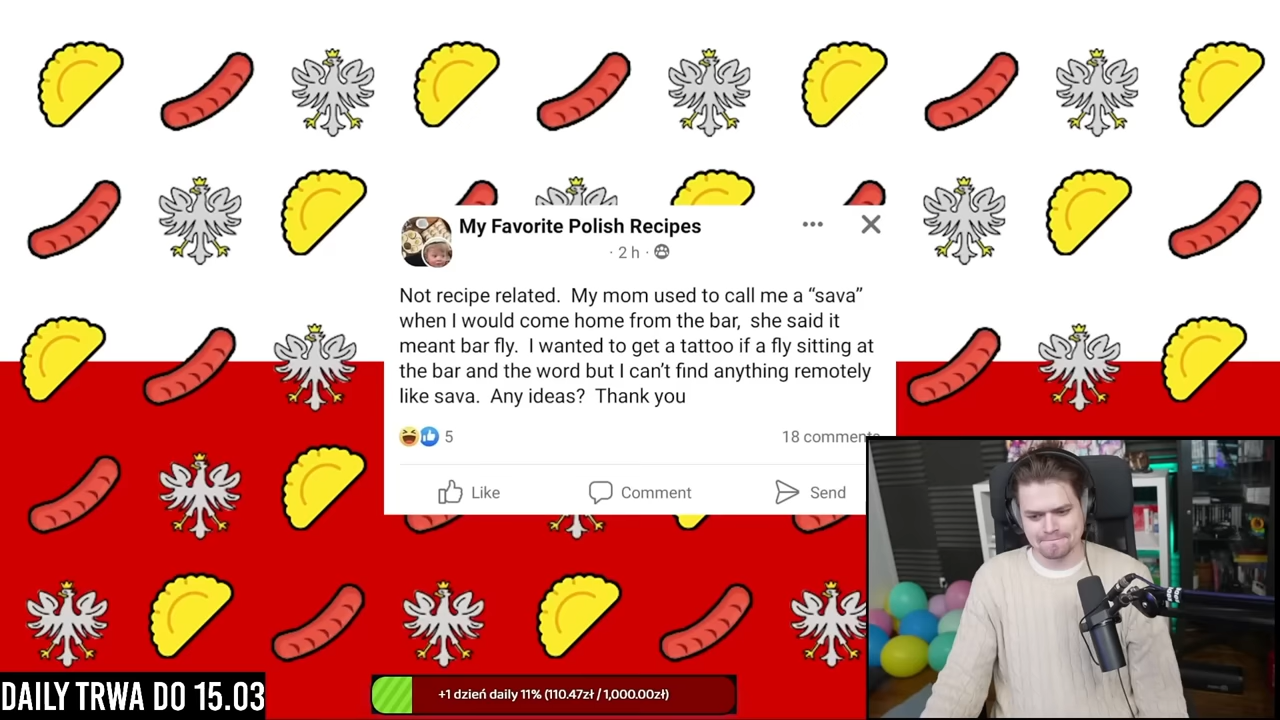 My Favorite Polish Recipes
· 2 h ·
Not recipe related.  My mom used to call me a “sava”
when I would come home from the bar,  she said it
meant bar fly.  I wanted to get a tattoo if a fly sitting at
the bar and the word but I can’t find anything remotely
like sava.  Any ideas?  Thank you
5
18 comments
Like
Comment
Send
DAILY TRWA DO 15.03
+1 dzień daily 11% (110.47zł / 1,000.00zł)